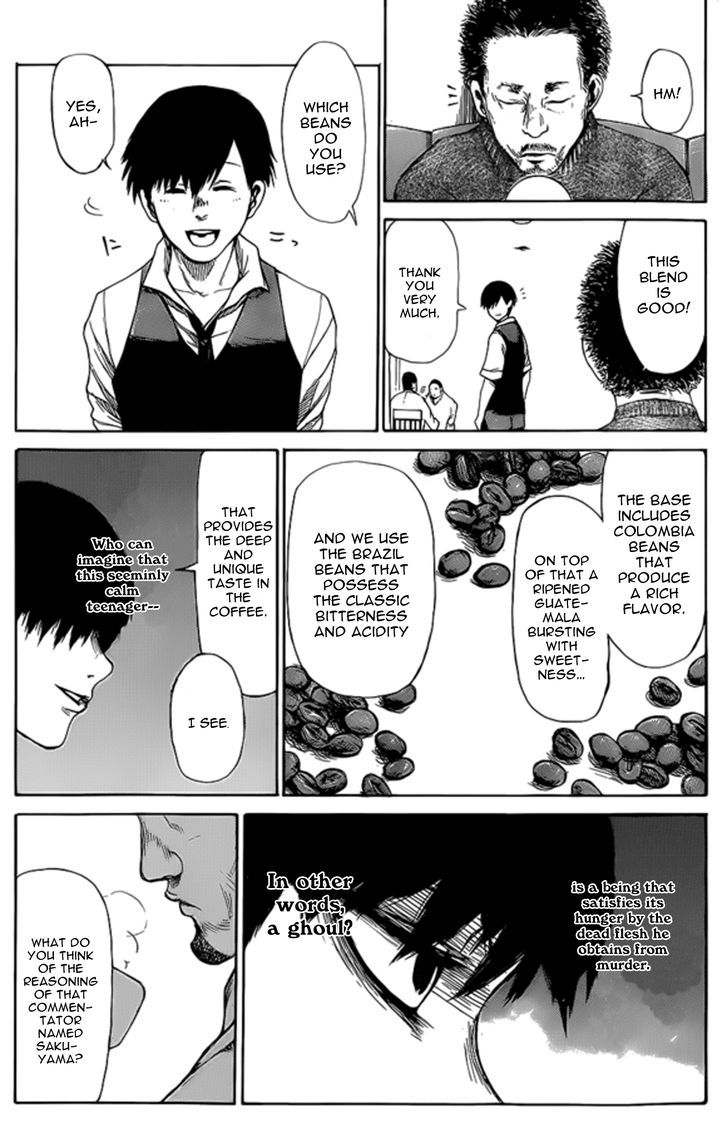 HM!
THIS
BLEND
IS
GOOD!
THANK
YOU
VERY
MUCH.
WHICH
BEANS
DO
YOU
USE?
YES,
AH-
THE BASE
INCLUDES
COLOMBIA
BEANS
THAT
PRODUCE
A RICH
FLAVOR.
ON TOP
OF THAT A
RIPENED
GUATE-
MALA
BURSTING
WITH
SWEET-
NESS...
AND WE USE
THE BRAZIL
BEANS THAT
POSSESS
THE CLASSIC
BITTERNESS
AND ACIDITY
THAT
PROVIDES
THE DEEP
AND
UNIQUE
TASTE IN
THE
COFFEE.
I SEE.
Who can
imagine that
this seeminly
calm
teenager--
is a being that
satisfies its
hunger by the
dead flesh he
obtains from
murder.
In other
words,
a ghoul?
WHAT DO
YOU THINK
OF THE
REASONING
OF THAT
COMMEN-
TATOR
NAMED
SAKU-
YAMA?